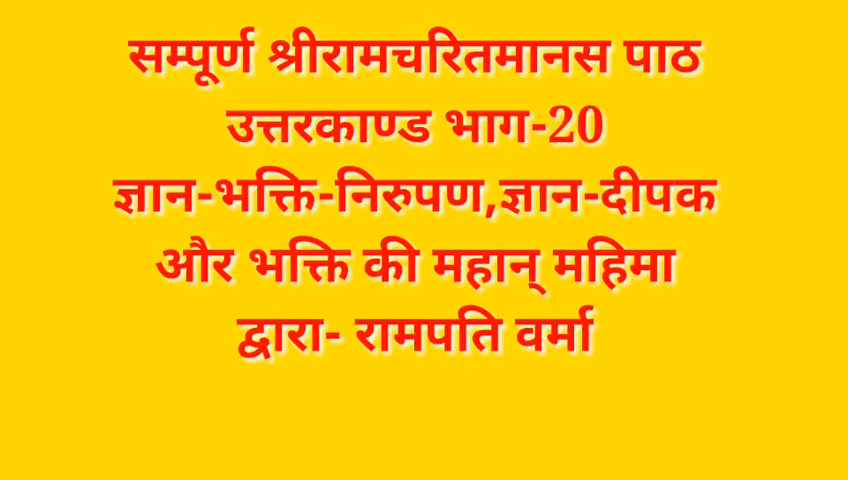 सम्पूर्ण श्रीरामचरितमानस पाठ
उत्तरकाण्ड भाग-20
ज्ञान-भक्ति-निरुपण,ज्ञान-दीपक
और भक्ति की महान् महिमा
द्वारा- रामपति वर्मा